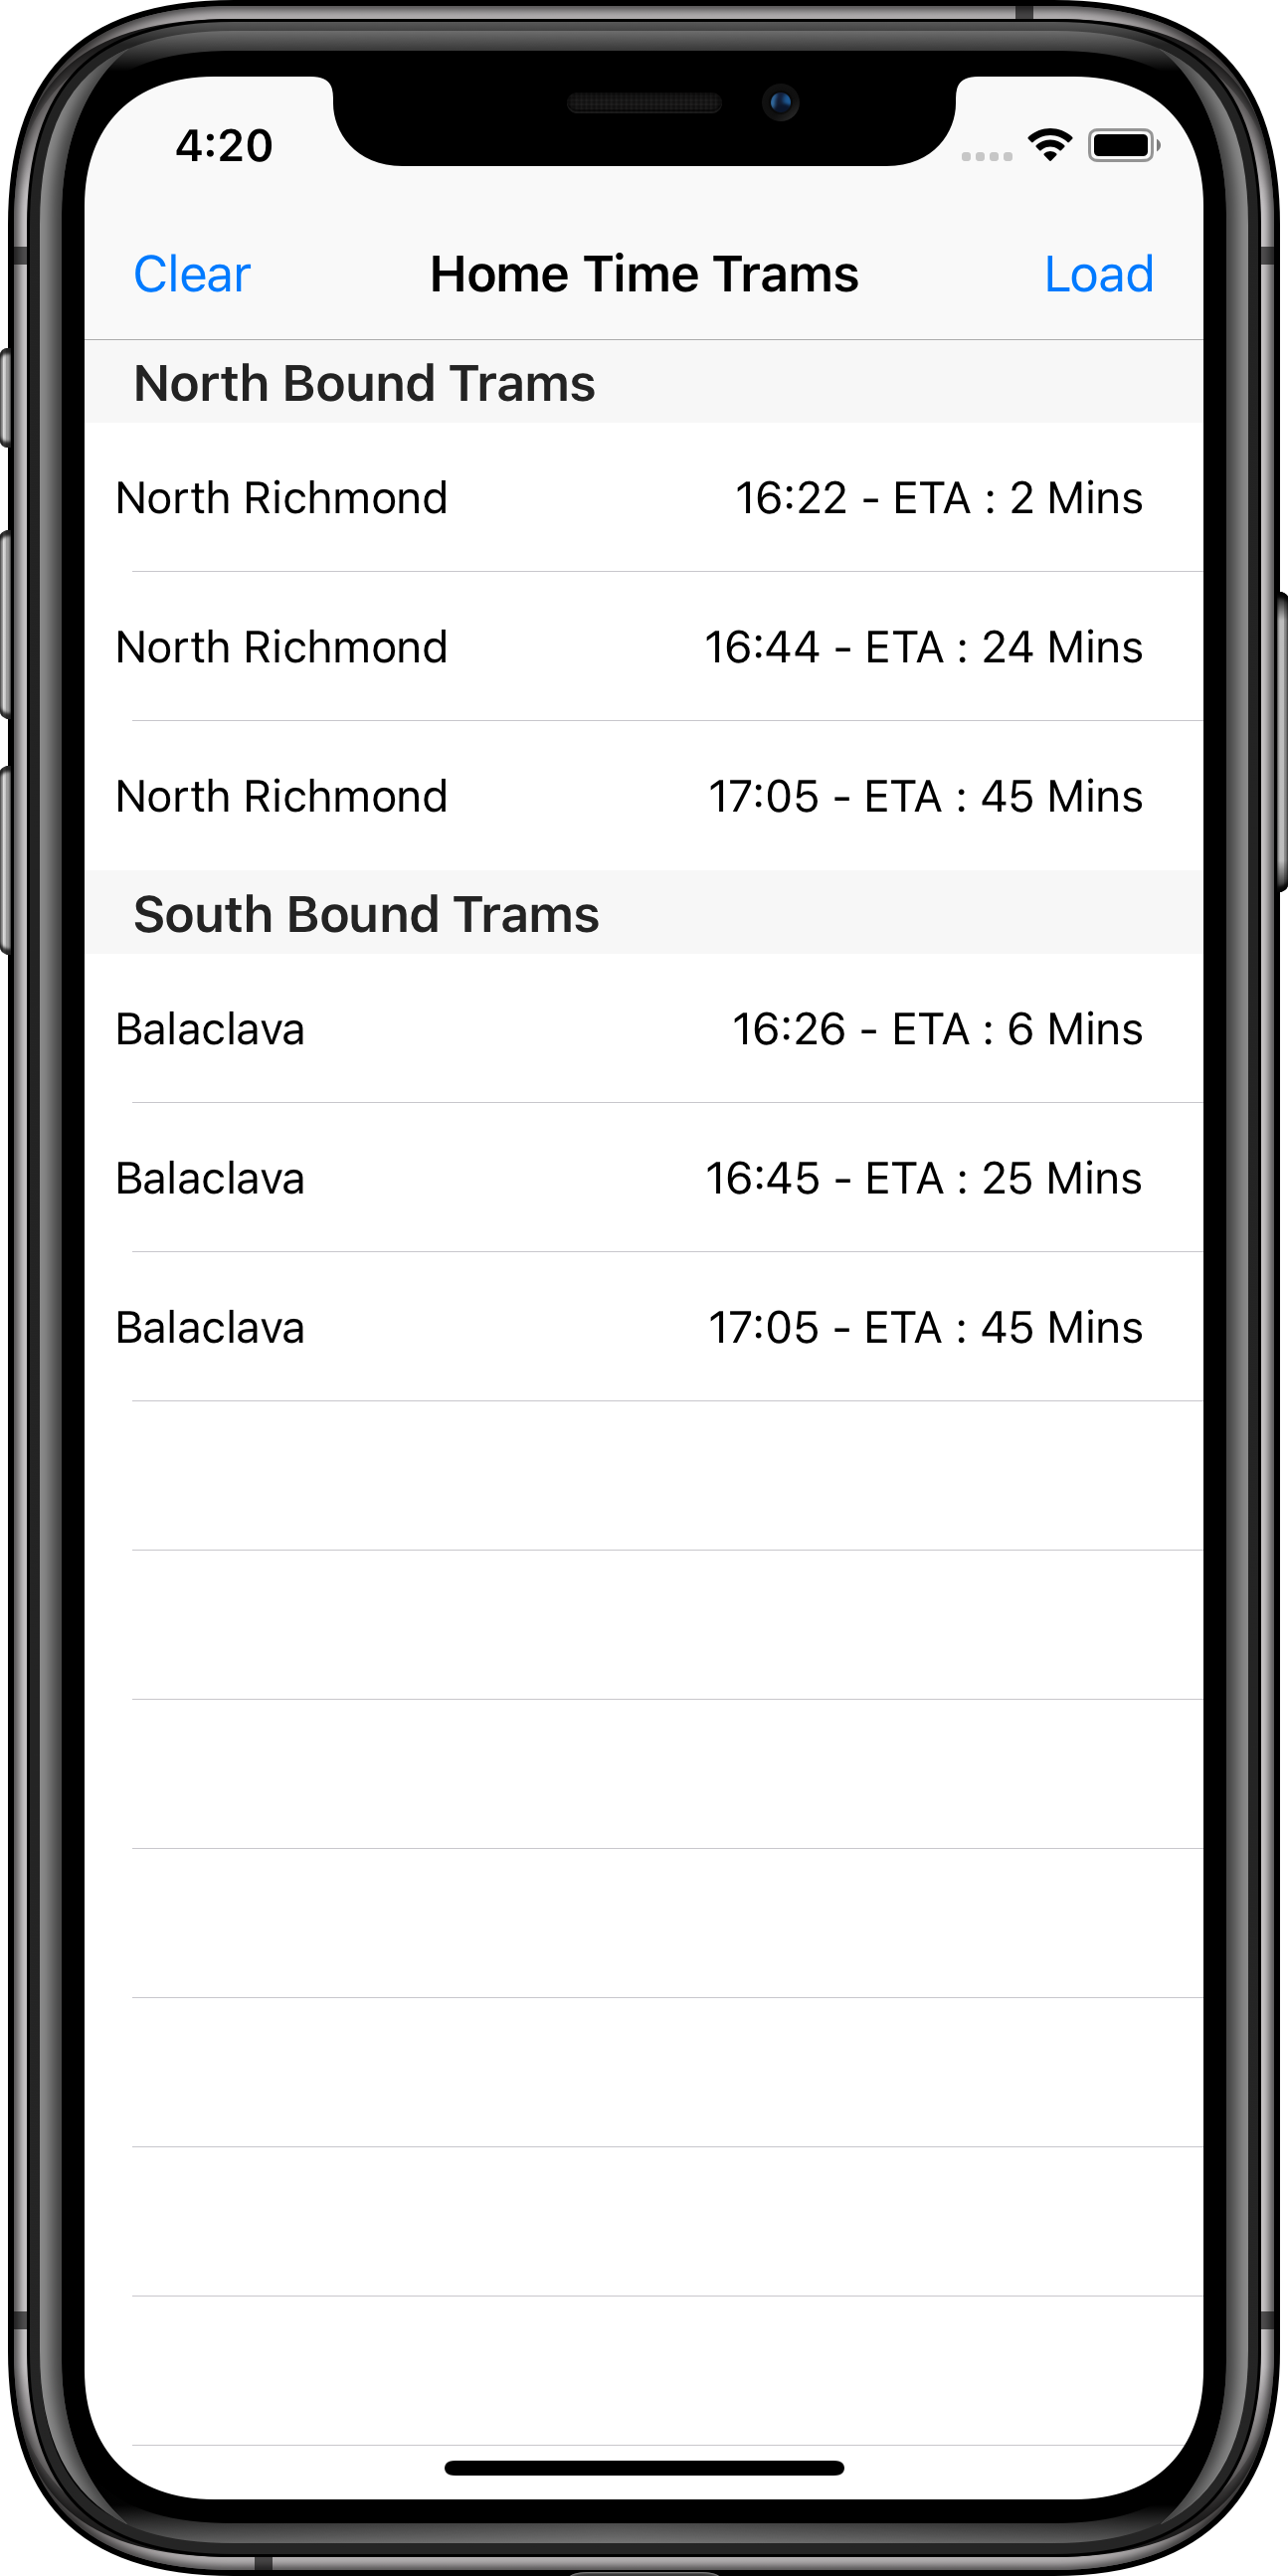 4:20
Clear Home Time Trams Load
North Bound Trams
North Richmond 16:22 - ETA : 2 Mins
North Richmond 16:44 - ETA : 24 Mins
North Richmond 17:05 - ETA : 45 Mins
South Bound Trams
Balaclava 16:26 - ETA : 6 Mins
Balaclava 16:45 - ETA : 25 Mins
Balaclava 17:05 - ETA : 45 Mins